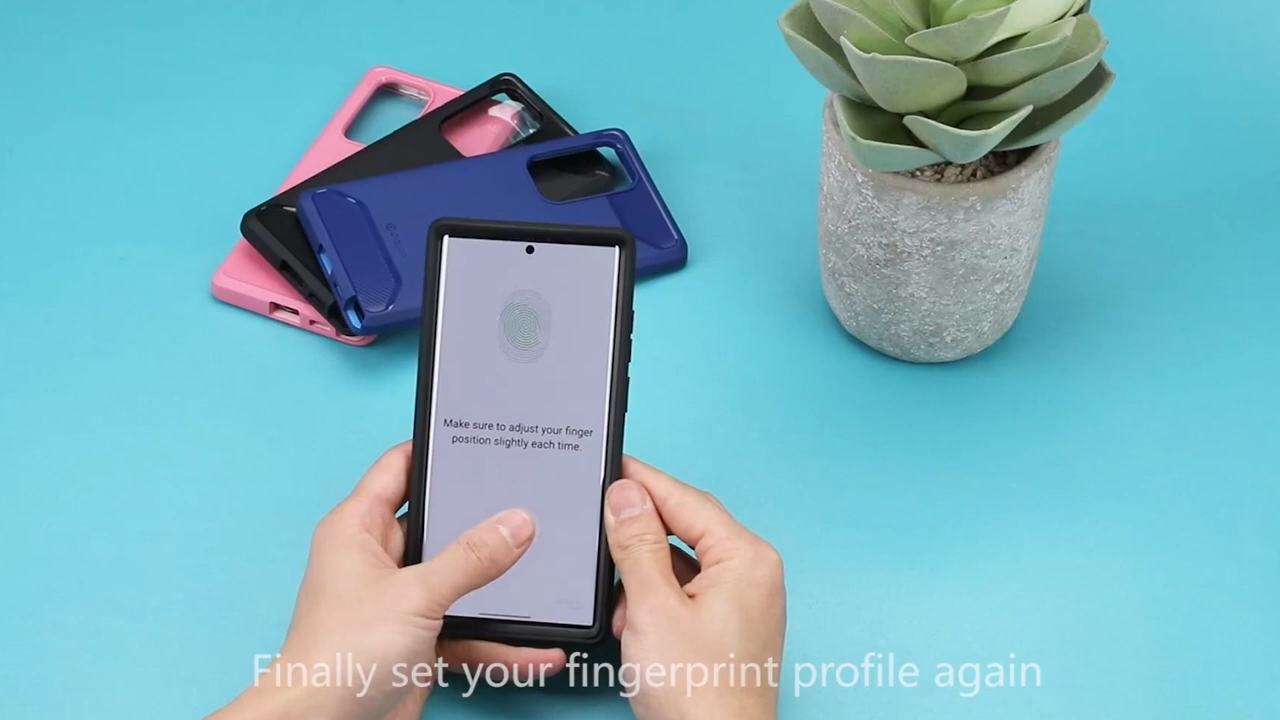 Make sure to adjust your finger
position slightly each time.
Finally set your fingerprint profile again